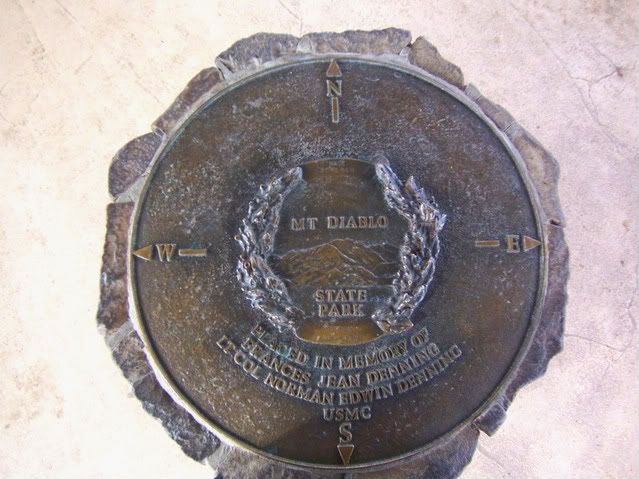 N
MT DIABLO
W
E
STATE
PARK
PLACED IN MEMORY OF
FRANCES JEAN DENNING
LT COL NORMAN EDWIN DENNING
USMC
S